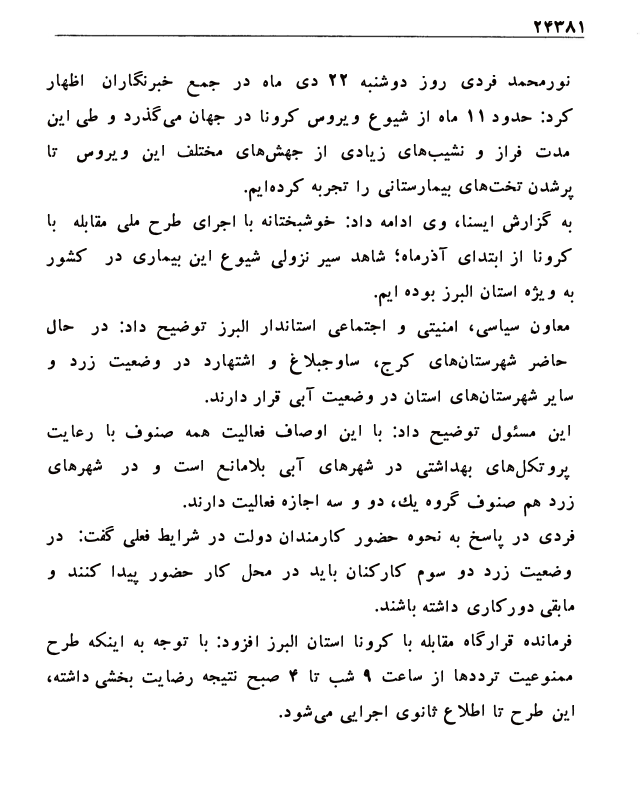 ۲۴۳۸۱
نورمحمد فردی روز دوشنبه ۲۲ دی ماه در جمع خبرنگاران اظهار
کرد: حدود ۱۱ ماه از شیوع ویروس کرونا در جهان می‌گذرد و طی این
مدت فراز و نشیب‌های زیادی از جهش‌های مختلف این ویروس تا
پرشدن تخت‌های بیمارستانی را تجربه کرده‌ایم.
به گزارش ایسنا، وی ادامه داد: خوشبختانه با اجرای طرح ملی مقابله با
کرونا از ابتدای آذرماه؛ شاهد سیر نزولی شیوع این بیماری در کشور
به ویژه استان البرز بوده ایم.
معاون سیاسی، امنیتی و اجتماعی استاندار البرز توضیح داد: در حال
حاضر شهرستان‌های کرج، ساوجبلاغ و اشتهارد در وضعیت زرد و
سایر شهرستان‌های استان در وضعیت آبی قرار دارند.
این مسئول توضیح داد: با این اوصاف فعالیت همه صنوف با رعایت
پروتکل‌های بهداشتی در شهرهای آبی بلامانع است و در شهرهای
زرد هم صنوف گروه یك، دو و سه اجازه فعالیت دارند.
فردی در پاسخ به نحوه حضور کارمندان دولت در شرایط فعلی گفت: در
وضعیت زرد دو سوم کارکنان باید در محل کار حضور پیدا کنند و
مابقی دورکاری داشته باشند.
فرمانده قرارگاه مقابله با کرونا استان البرز افزود: با توجه به اینکه طرح
ممنوعیت ترددها از ساعت ۹ شب تا ۴ صبح نتیجه رضایت بخشی داشته،
این طرح تا اطلاع ثانوی اجرایی می‌شود.